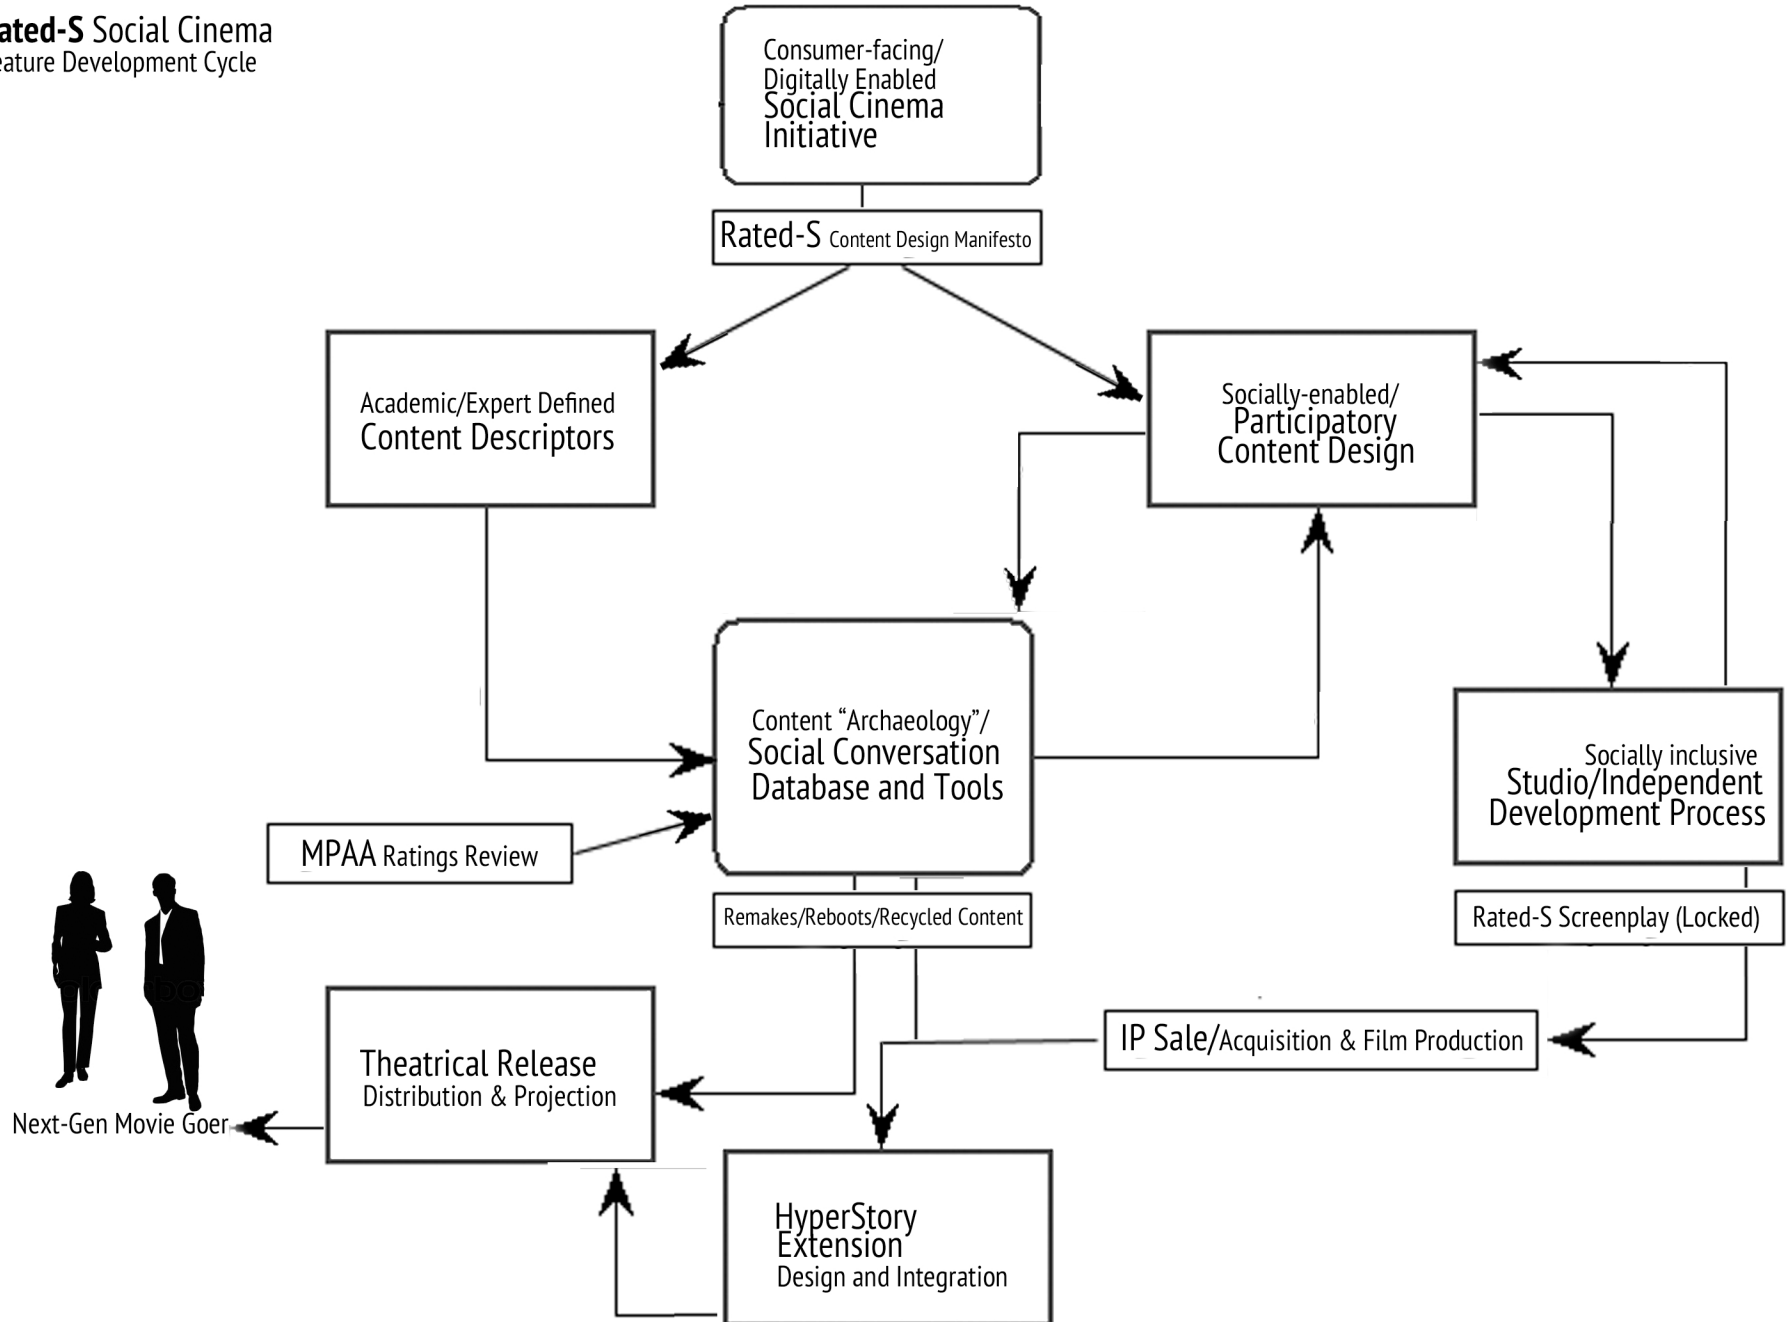 ated-S Social Cinema
eature Development Cycle
Consumer-facing/
Digitally Enabled
Social Cinema
Initiative
Rated-S Content Design Manifesto
Academic/Expert Defined
Content Descriptors
Socially-enabled/
Participatory
Content Design
Content “Archaeology”/
Social Conversation
Database and Tools
Socially inclusive
Studio/Independent
Development Process
MPAA Ratings Review
Remakes/Reboots/Recycled Content
Rated-S Screenplay (Locked)
IP Sale/Acquisition & Film Production
Theatrical Release
Distribution & Projection
Next-Gen Movie Goer
HyperStory
Extension
Design and Integration